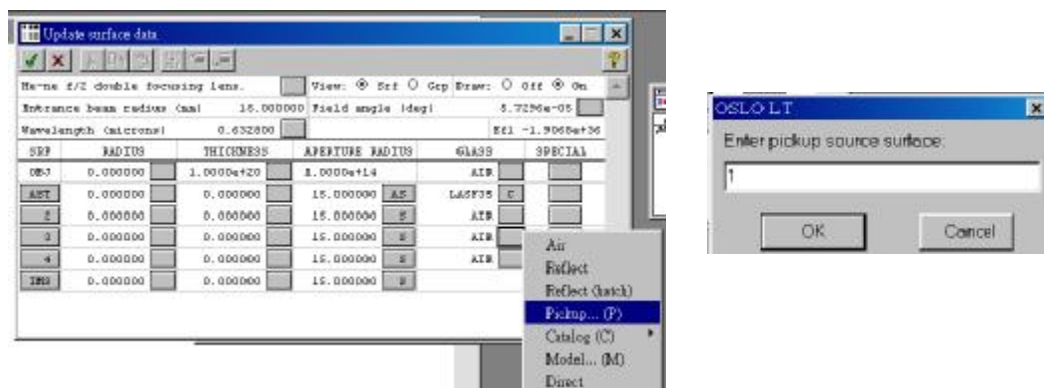 Update surface data
He-ne f/2 double focusing lens. View: Srf Grp Draw: Off On
Entrance beam radius (mm) 15.000000 Field angle (deg) 5.7296e-05
Wavelength (microns) 0.632800 Efl -1.9068e+36
SRF RADIUS THICKNESS APERTURE RADIUS GLASS SPECIAL
OBJ 0.000000 1.0000e+20 1.0000e+14 AIR
AST 0.000000 0.000000 15.000000 AS LASF35 C
2 0.000000 0.000000 15.000000 S AIR
3 0.000000 0.000000 15.000000 S AIR
4 0.000000 0.000000 15.000000 S AIR
IMS 0.000000 0.000000 15.000000 S
Air
Reflect
Reflect (hatch)
Pickup... (P)
Catalog (C)
Model... (M)
Direct
OSLO LT
Enter pickup source surface:
1
OK Cancel